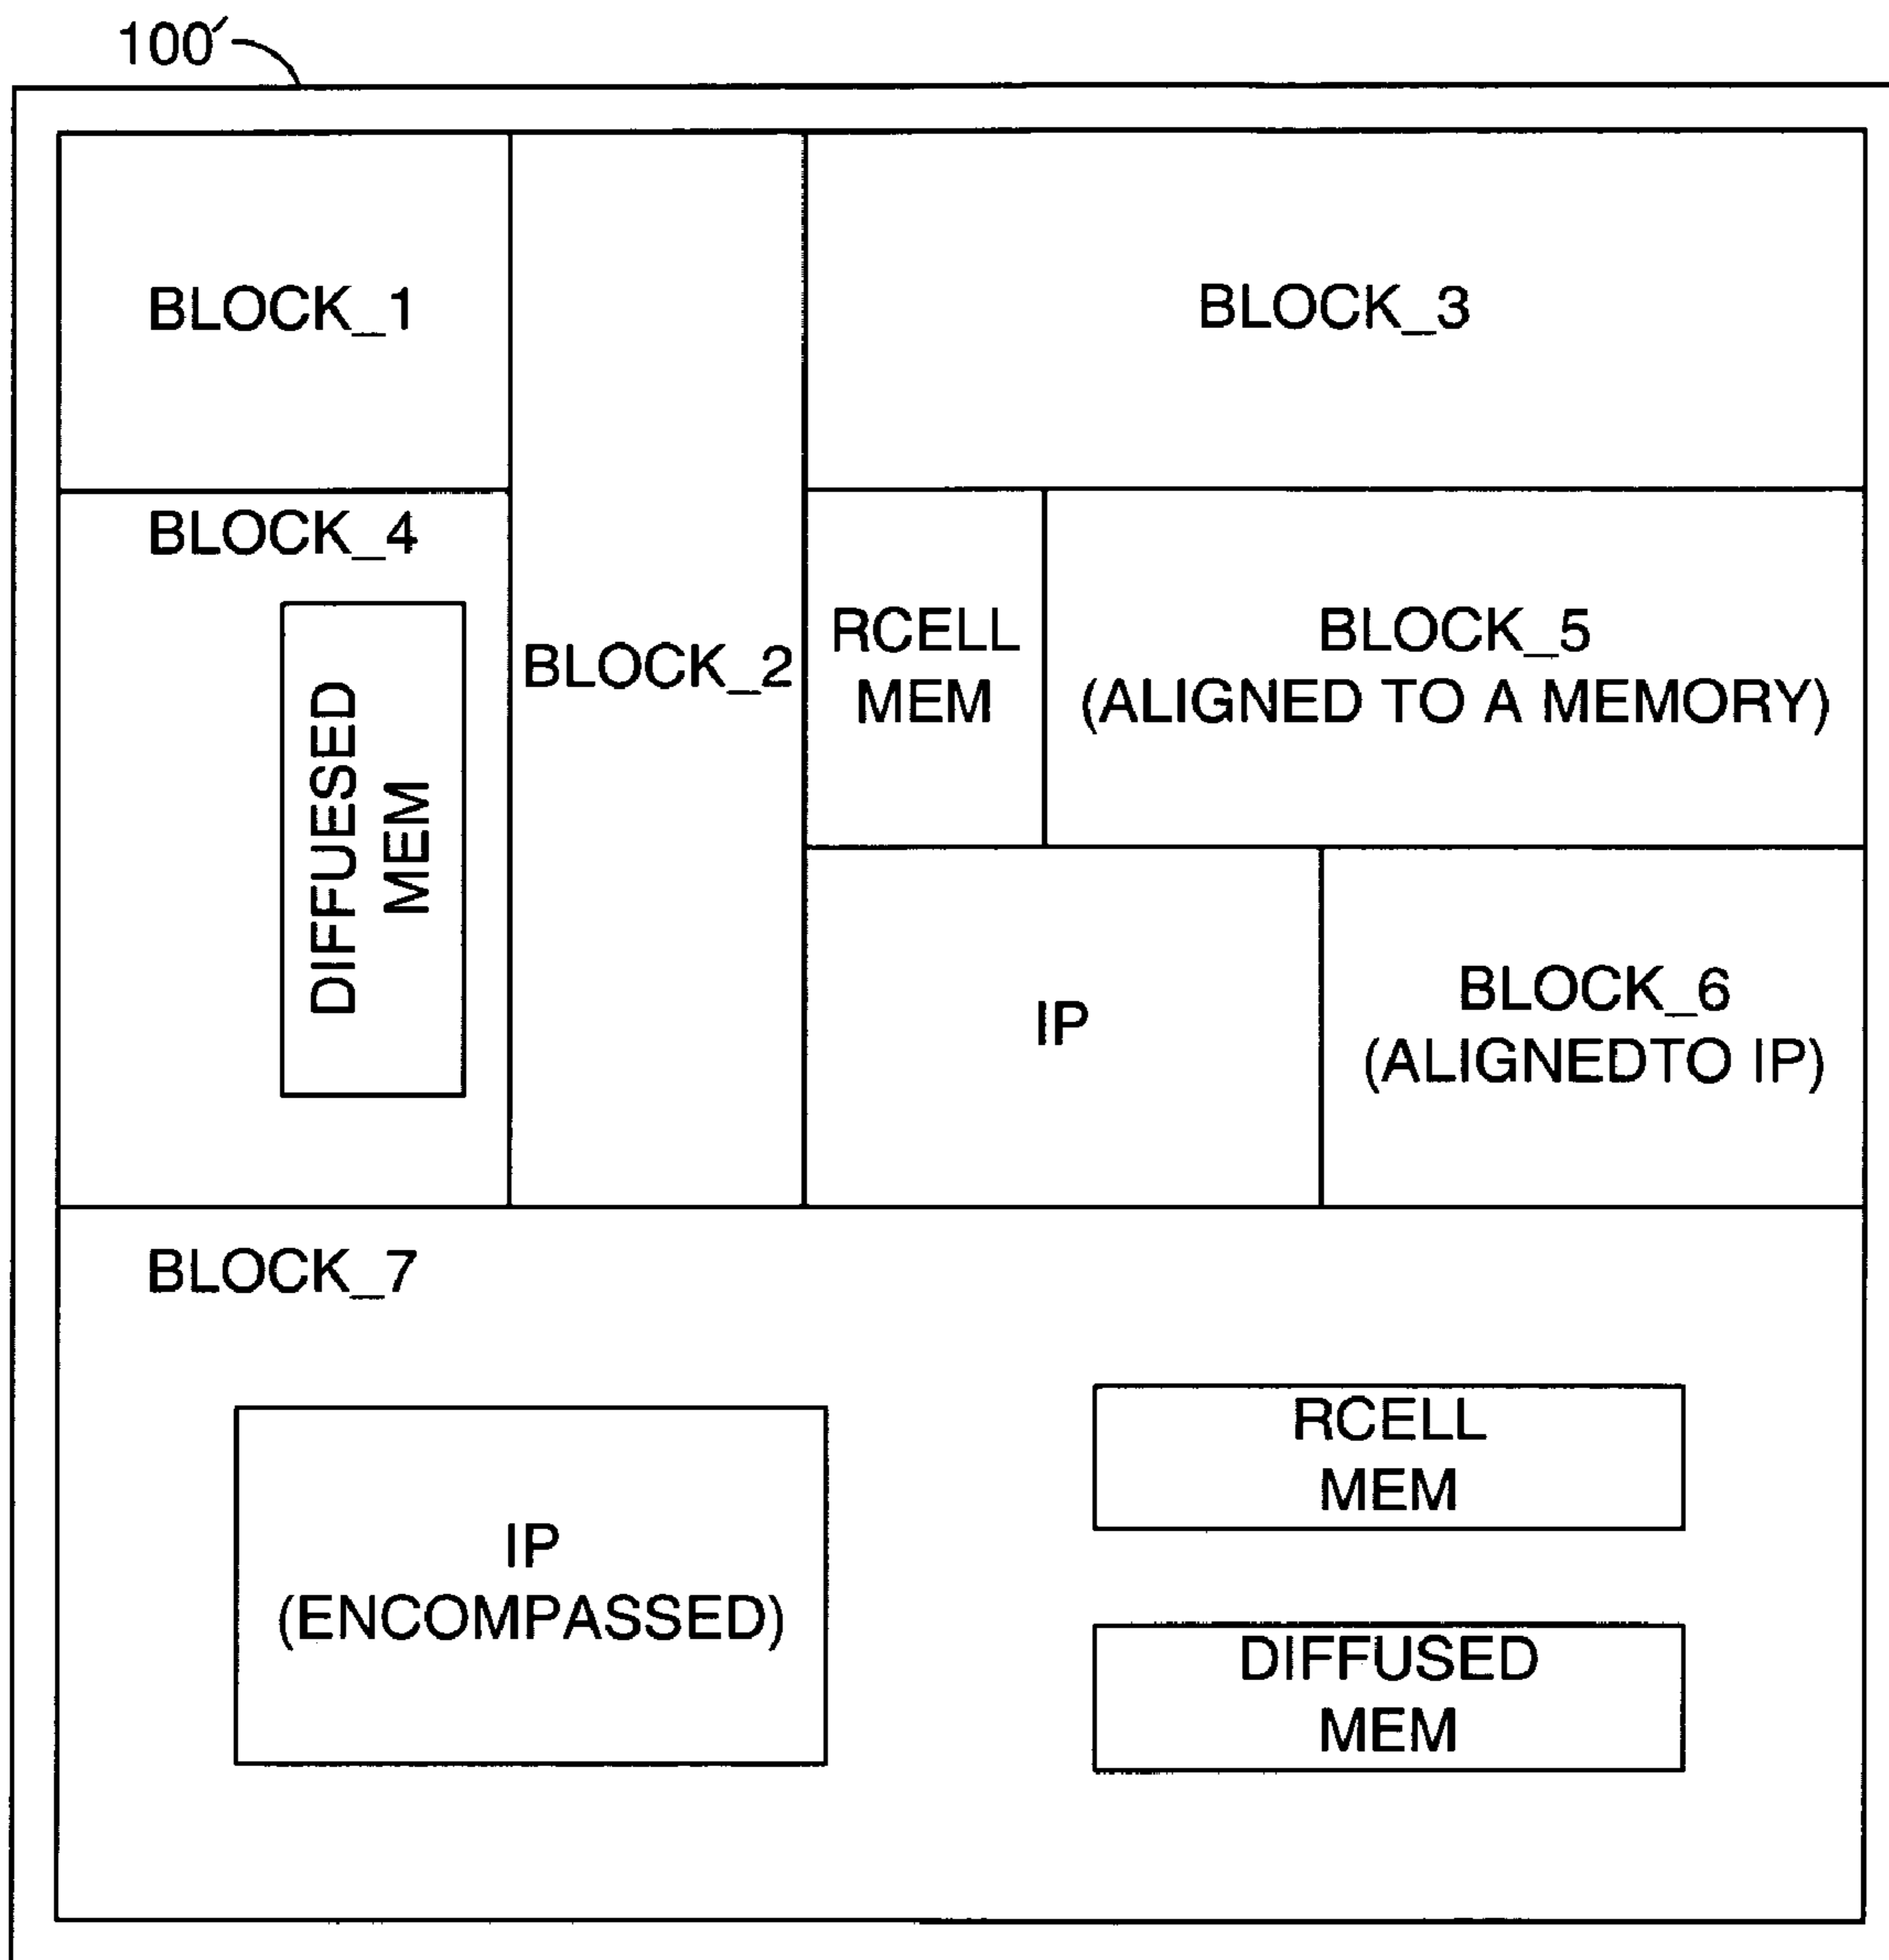 100′
BLOCK_1
BLOCK_3
BLOCK_4
DIFFUESED
MEM
BLOCK_2
RCELL
MEM
BLOCK_5
(ALIGNED TO A MEMORY)
IP
BLOCK_6
(ALIGNEDTO IP)
BLOCK_7
IP
(ENCOMPASSED)
RCELL
MEM
DIFFUSED
MEM